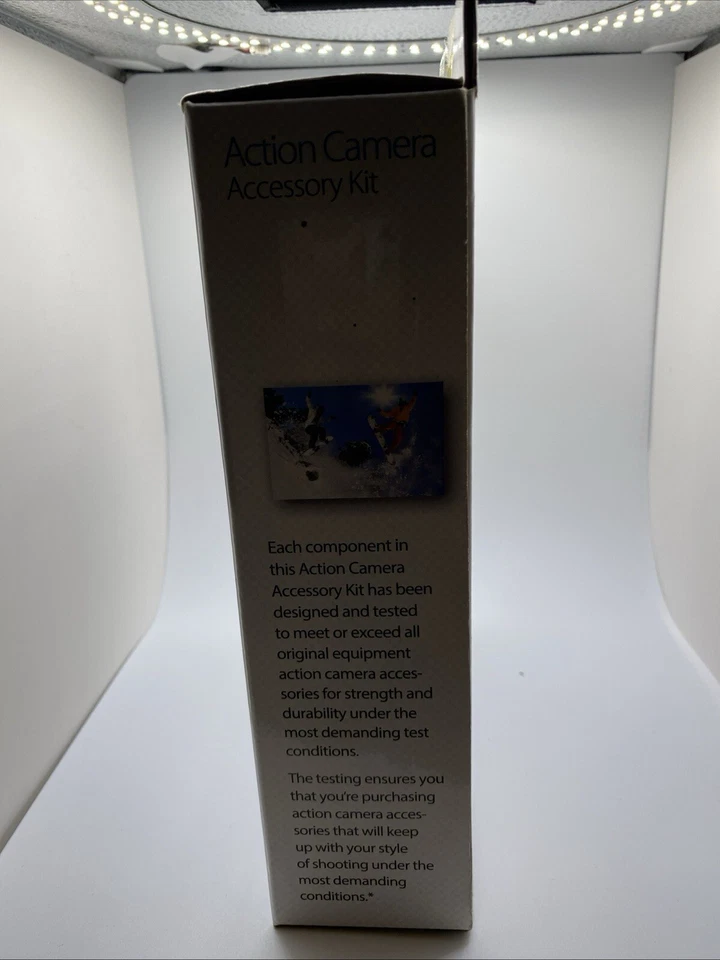 Action Camera
Accessory Kit
Each component in
this Action Camera
Accessory Kit has been
designed and tested
to meet or exceed all
original equipment
action camera acces-
sories for strength and
durability under the
most demanding test
conditions.
The testing ensures you
that you're purchasing
action camera acces-
sories that will keep
up with your style
of shooting under the
most demanding
conditions.*